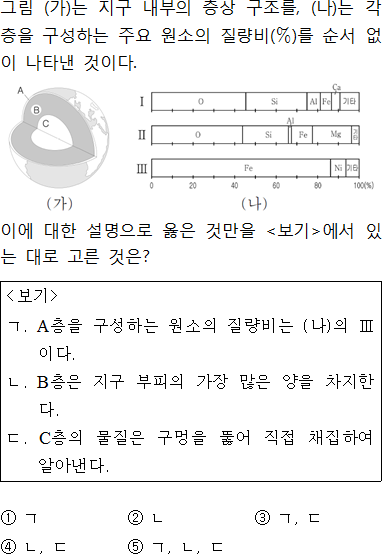 그림 (가)는 지구 내부의 층상 구조를, (나)는 각
층을 구성하는 주요 원소의 질량비(%)를 순서 없
이 나타낸 것이다.
A
B
C
(가)
Ca
Ⅰ O Si Al Fe 기타
Al
Ⅱ O Si Fe Mg 기타
Ⅲ Fe Ni 기타
0 20 40 60 80 100(%)
(나)
이에 대한 설명으로 옳은 것만을 <보기>에서 있
는 대로 고른 것은?
<보기>
ㄱ. A층을 구성하는 원소의 질량비는 (나)의 Ⅲ
이다.
ㄴ. B층은 지구 부피의 가장 많은 양을 차지한
다.
ㄷ. C층의 물질은 구멍을 뚫어 직접 채집하여
알아낸다.
① ㄱ ② ㄴ ③ ㄱ, ㄷ
④ ㄴ, ㄷ ⑤ ㄱ, ㄴ, ㄷ